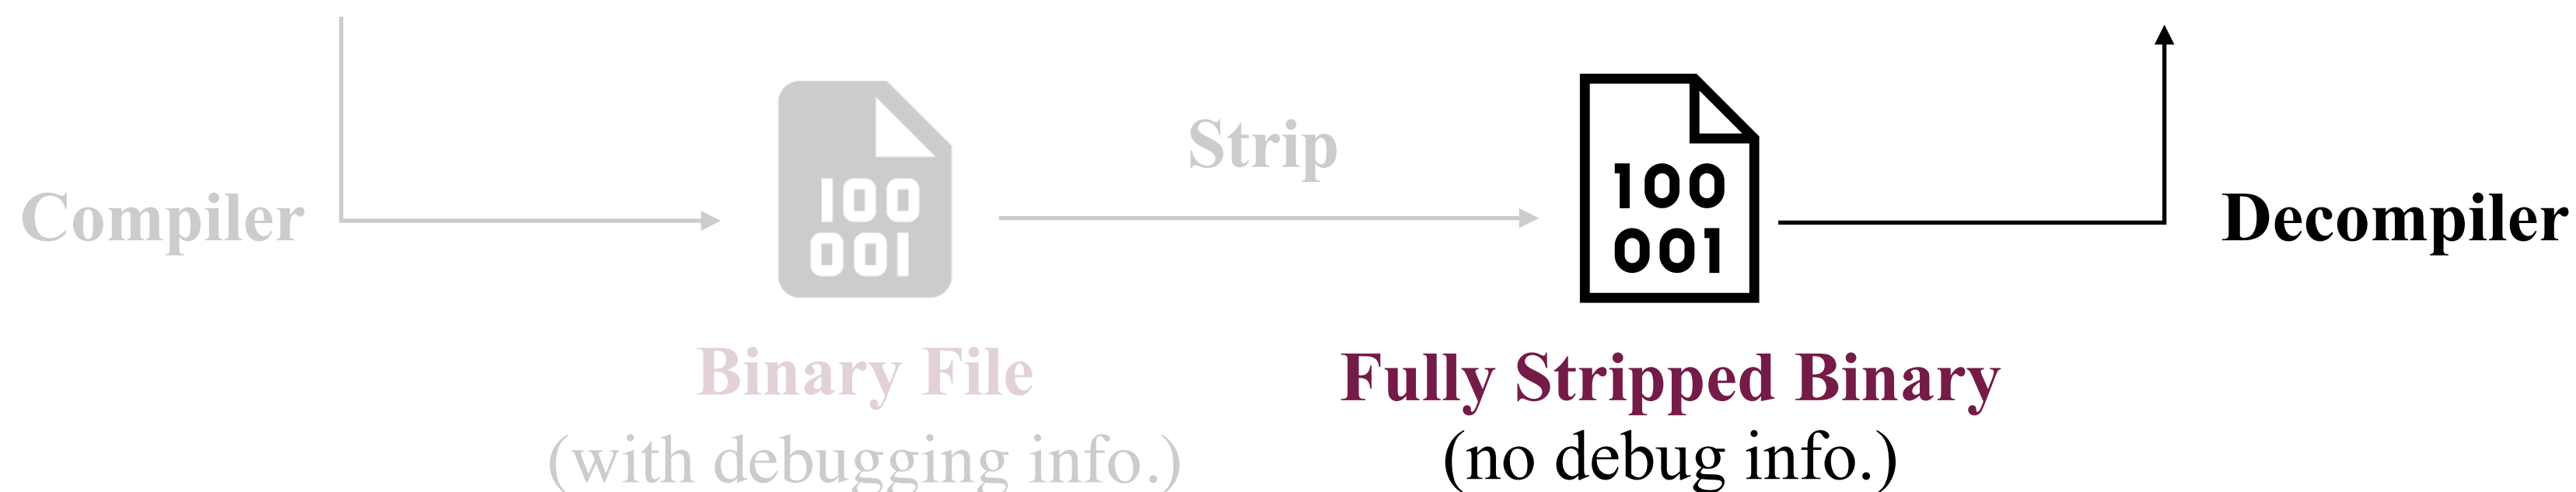 Compiler
100
001
Strip
100
001
Decompiler
Binary File
(with debugging info.)
Fully Stripped Binary
(no debug info.)